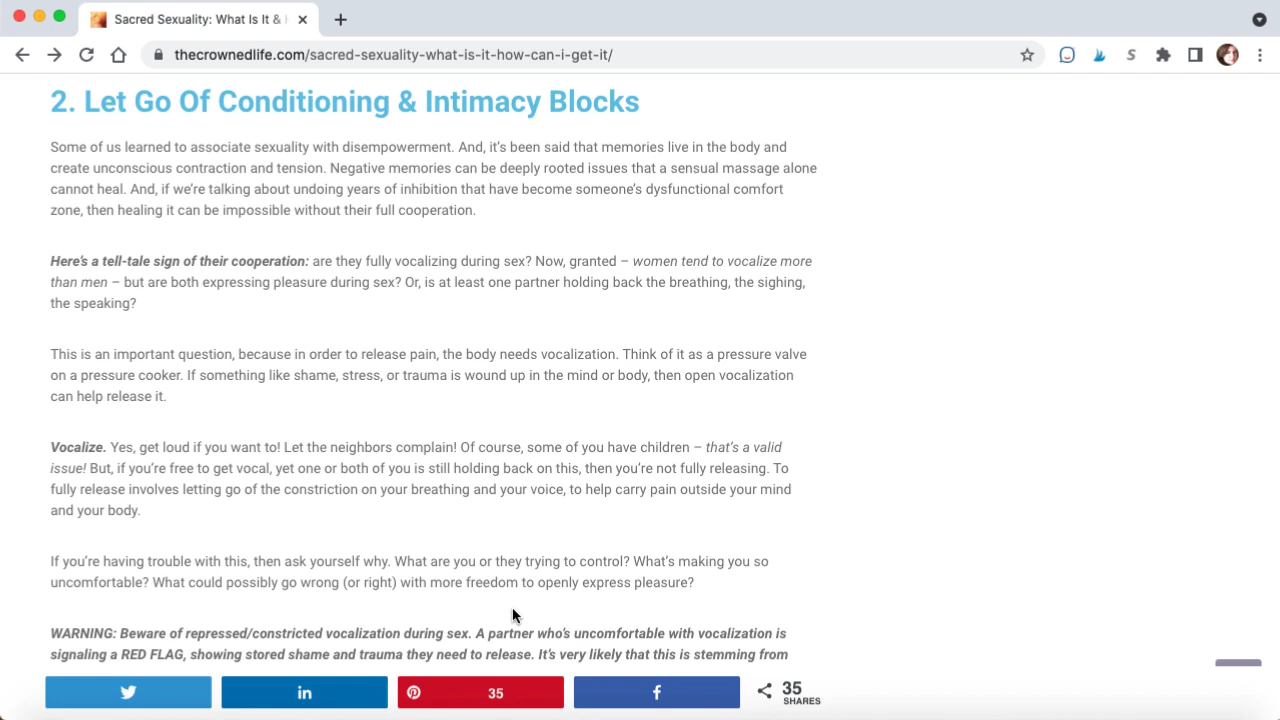 Sacred Sexuality: What Is It &
thecrownedlife.com/sacred-sexuality-what-is-it-how-can-i-get-it/
2. Let Go Of Conditioning & Intimacy Blocks
Some of us learned to associate sexuality with disempowerment. And, it's been said that memories live in the body and
create unconscious contraction and tension. Negative memories can be deeply rooted issues that a sensual massage alone
cannot heal. And, if we're talking about undoing years of inhibition that have become someone's dysfunctional comfort
zone, then healing it can be impossible without their full cooperation.
Here's a tell-tale sign of their cooperation: are they fully vocalizing during sex? Now, granted – women tend to vocalize more
than men – but are both expressing pleasure during sex? Or, is at least one partner holding back the breathing, the sighing,
the speaking?
This is an important question, because in order to release pain, the body needs vocalization. Think of it as a pressure valve
on a pressure cooker. If something like shame, stress, or trauma is wound up in the mind or body, then open vocalization
can help release it.
Vocalize. Yes, get loud if you want to! Let the neighbors complain! Of course, some of you have children – that's a valid
issue! But, if you're free to get vocal, yet one or both of you is still holding back on this, then you're not fully releasing. To
fully release involves letting go of the constriction on your breathing and your voice, to help carry pain outside your mind
and your body.
If you're having trouble with this, then ask yourself why. What are you or they trying to control? What's making you so
uncomfortable? What could possibly go wrong (or right) with more freedom to openly express pleasure?
WARNING: Beware of repressed/constricted vocalization during sex. A partner who's uncomfortable with vocalization is
signaling a RED FLAG, showing stored shame and trauma they need to release. It's very likely that this is stemming from
35
35
SHARES